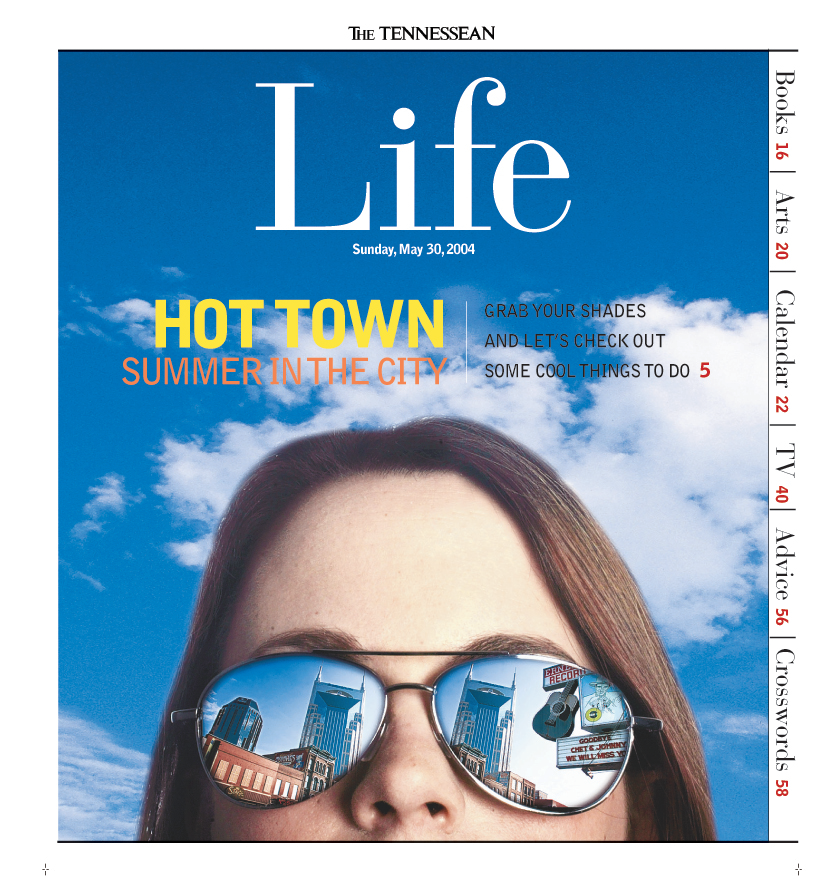 THE TENNESSEAN
Life
Sunday, May 30, 2004
HOT TOWN
SUMMER IN THE CITY
GRAB YOUR SHADES
AND LET'S CHECK OUT
SOME COOL THINGS TO DO 5
Books 16
Arts 20
Calendar 22
TV 40
Advice 56
Crosswords 58
RECOR
GOODBYE
CHET & JOHNNY
WE WILL MISS Y